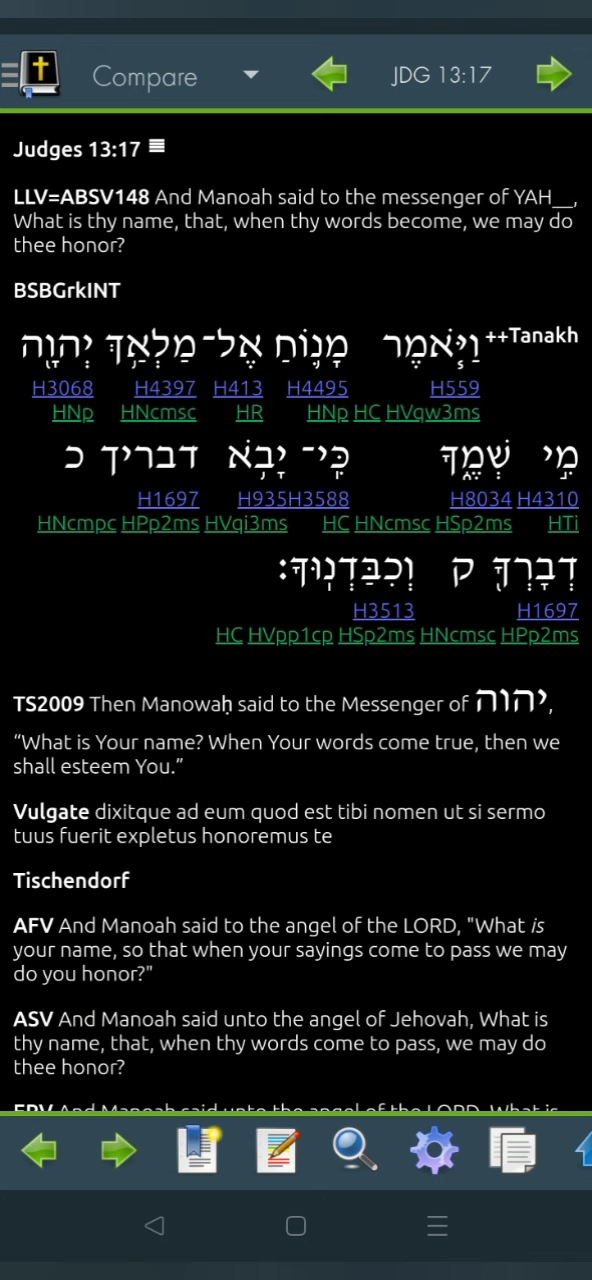 Compare
JDG 13:17
Judges 13:17
LLV=ABSV148 And Manoah said to the messenger of YAH__,
What is thy name, that, when thy words become, we may do
thee honor?
BSBGrkINT
++Tanakh וַיֹּ֧אמֶר מָנ֛וֹחַ אֶל־ מַלְאַ֥ךְ יְהוָ֖ה
H3068 H4397 H413 H4495 H559
HNp HNcmsc HR HNp HC HVqw3ms
מִ֣י שְׁמֶ֑ךָ כִּֽי־ יָבֹ֥א דבריך כ
H1697 H935H3588 H8034 H4310
HNcmpc HPp2ms HVqi3ms HC HNcmsc HSp2ms HTi
דְבָרְךָ֖ ק וְכִבַּדְנֽוּךָ׃
H3513 H1697
HC HVpp1cp HSp2ms HNcmsc HPp2ms
TS2009 Then Manowaḥ said to the Messenger of יהוה,
“What is Your name? When Your words come true, then we
shall esteem You.”
Vulgate dixitque ad eum quod est tibi nomen ut si sermo
tuus fuerit expletus honoremus te
Tischendorf
AFV And Manoah said to the angel of the LORD, "What is
your name, so that when your sayings come to pass we may
do you honor?"
ASV And Manoah said unto the angel of Jehovah, What is
thy name, that, when thy words come to pass, we may do
thee honor?